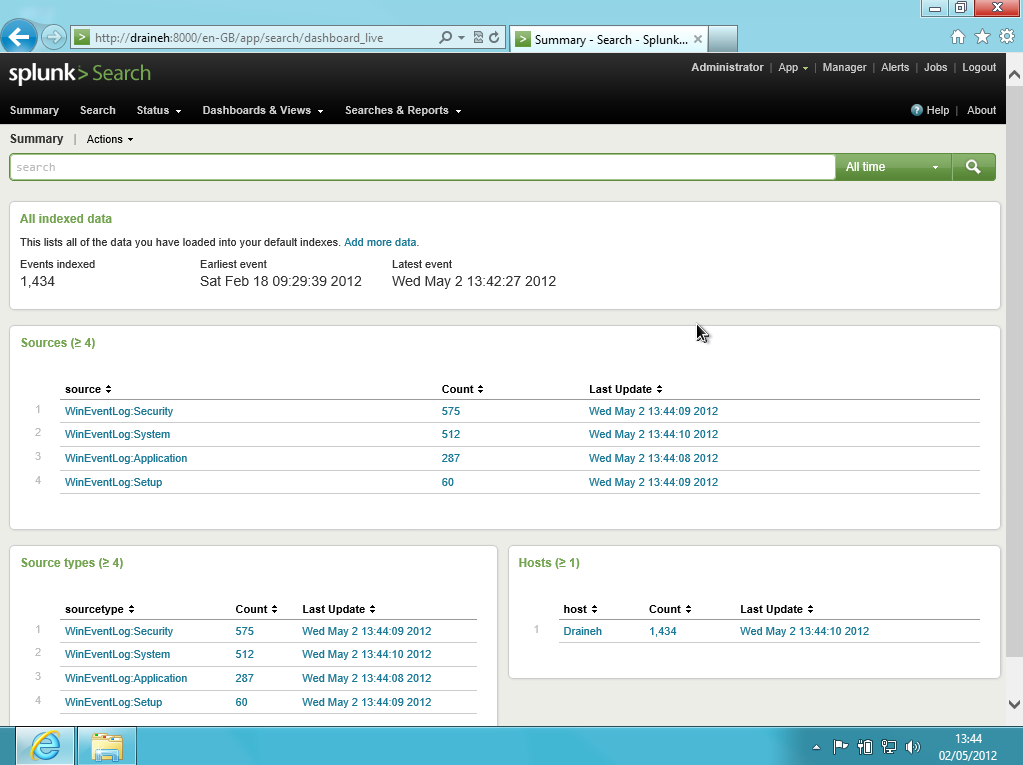 http://draineh:8000/en-GB/app/search/dashboard_live
Summary - Search - Splunk...
splunk> Search
Administrator | App | Manager | Alerts | Jobs | Logout
Summary Search Status Dashboards & Views Searches & Reports
? Help | About
Summary | Actions
search
All time
All indexed data
This lists all of the data you have loaded into your default indexes. Add more data.
Events indexed Earliest event Latest event
1,434 Sat Feb 18 09:29:39 2012 Wed May 2 13:42:27 2012
Sources (≥ 4)
source Count Last Update
1 WinEventLog:Security 575 Wed May 2 13:44:09 2012
2 WinEventLog:System 512 Wed May 2 13:44:10 2012
3 WinEventLog:Application 287 Wed May 2 13:44:08 2012
4 WinEventLog:Setup 60 Wed May 2 13:44:09 2012
Source types (≥ 4)
sourcetype Count Last Update
1 WinEventLog:Security 575 Wed May 2 13:44:09 2012
2 WinEventLog:System 512 Wed May 2 13:44:10 2012
3 WinEventLog:Application 287 Wed May 2 13:44:08 2012
4 WinEventLog:Setup 60 Wed May 2 13:44:09 2012
Hosts (≥ 1)
host Count Last Update
1 Draineh 1,434 Wed May 2 13:44:10 2012
13:44
02/05/2012